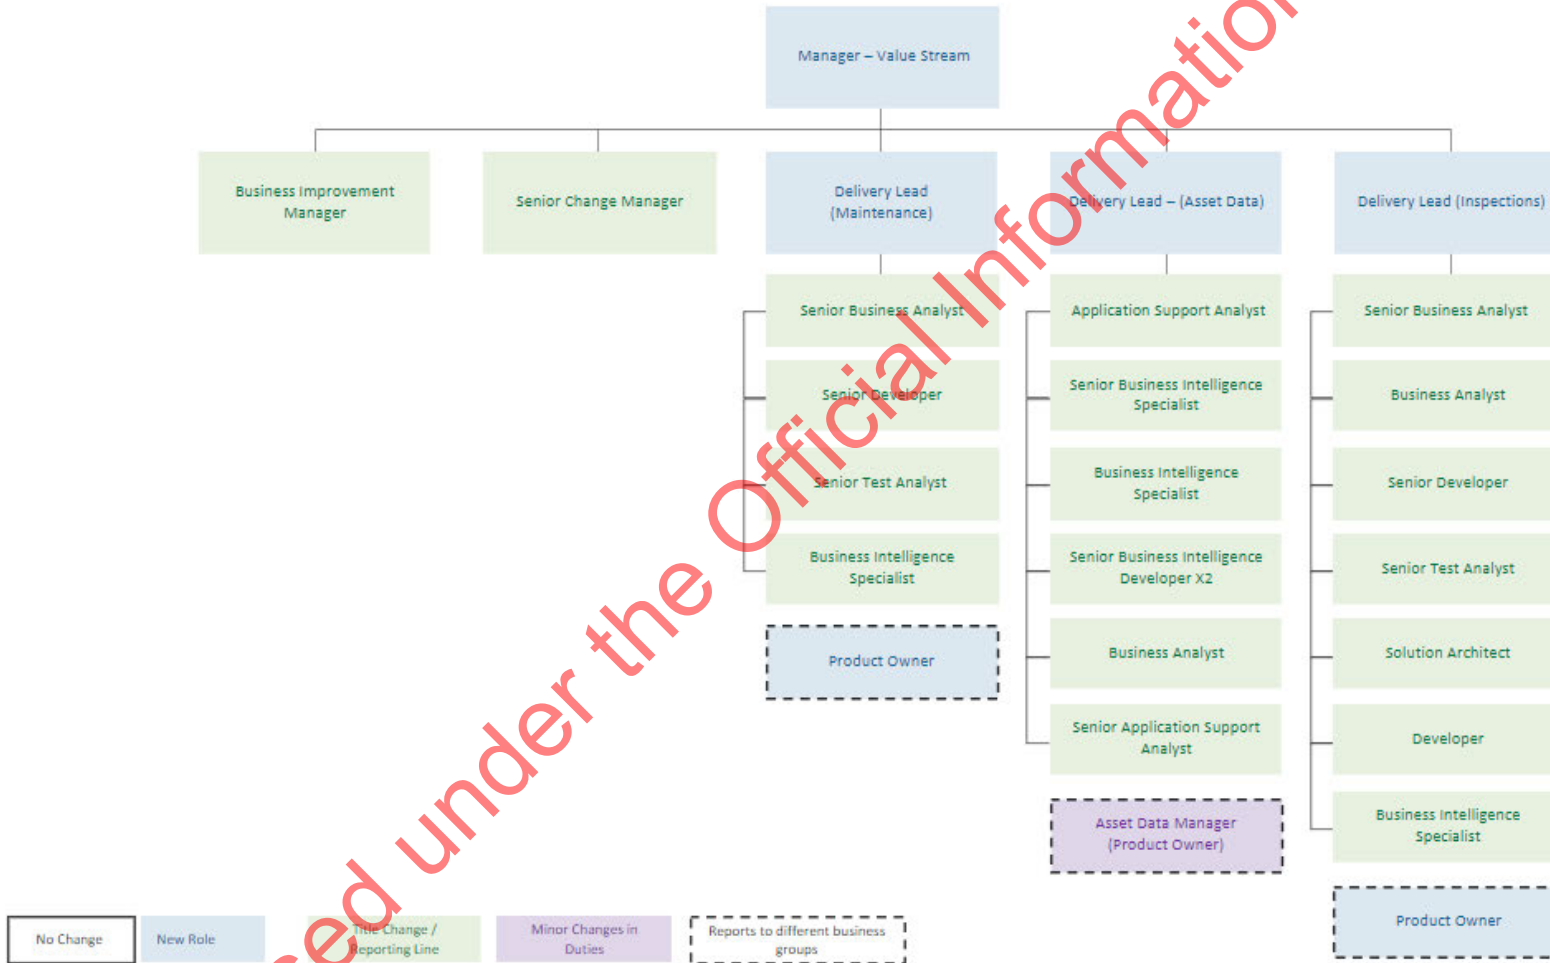 Manager – Value Stream
Business Improvement
Manager
Senior Change Manager
Delivery Lead
(Maintenance)
Delivery Lead – (Asset Data)
Delivery Lead (Inspections)
Senior Business Analyst
Senior Developer
Senior Test Analyst
Business Intelligence
Specialist
Product Owner
Application Support Analyst
Senior Business Intelligence
Specialist
Business Intelligence
Specialist
Senior Business Intelligence
Developer X2
Business Analyst
Senior Application Support
Analyst
Asset Data Manager
(Product Owner)
Senior Business Analyst
Business Analyst
Senior Developer
Senior Test Analyst
Solution Architect
Developer
Business Intelligence
Specialist
Product Owner
No Change
New Role
Title Change /
Reporting Line
Minor Changes in
Duties
Reports to different business
groups
sed under the Official Information